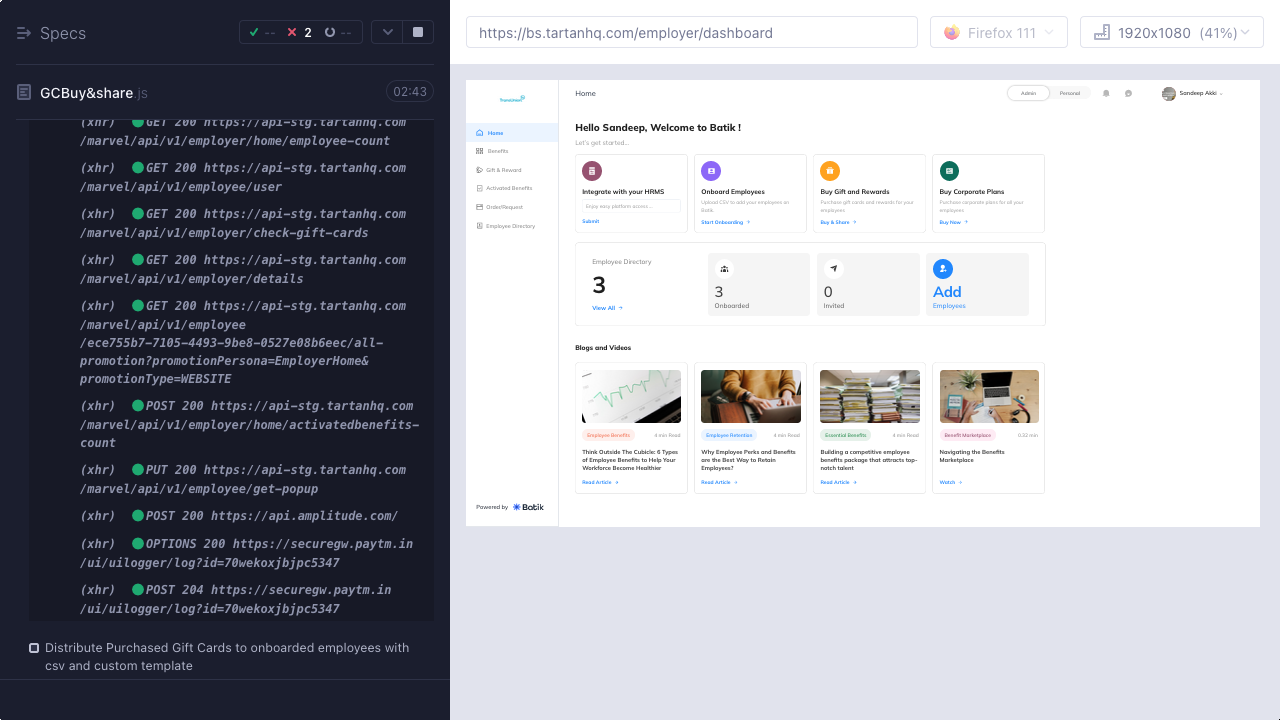 Specs
-- 2 --
GCBuy&share.js
02:43
(xhr) GET 200 https://api-stg.tartanhq.com
/marvel/api/v1/employer/home/employee-count
(xhr) GET 200 https://api-stg.tartanhq.com
/marvel/api/v1/employer/user
(xhr) GET 200 https://api-stg.tartanhq.com
/marvel/api/v1/employer/qwick-gift-cards
(xhr) GET 200 https://api-stg.tartanhq.com
/marvel/api/v1/employer/org-details
(xhr) GET 200 https://api-stg.tartanhq.com
/marvel/api/v1/employee
/ece755b7-7105-4493-9be8-0527e08b6eec/all-
promotion?promotionPersona=EmployerHome&
promotionType=WEBSITE
(xhr) POST 200 https://api-stg.tartanhq.com
/marvel/api/v1/employer/home/activatedbenefits-
count
(xhr) POST 200 https://api-stg.tartanhq.com
/marvel/api/v1/employer/get-popup
(xhr) POST 200 https://api.amplitude.com/
(xhr) OPTIONS 200 https://securegw.paytm.in
/ui/uilogger/log?id=70wekoxjbjpc5347
(xhr) POST 204 https://securegw.paytm.in
/ui/uilogger/log?id=70wekoxjbjpc5347
Distribute Purchased Gift Cards to onboarded employees with
csv and custom template
https://bs.tartanhq.com/employer/dashboard
Firefox 111
1920x1080 (41%)
Home
Admin Personal
Sandeep Akki
Home
Benefits
Gift & Reward
Activated Benefits
Order/Request
Employee Directory
Powered by Batik
Hello Sandeep, Welcome to Batik !
Let's get started...
Integrate with your HRMS
Enjoy easy platform access ...
Submit
Onboard Employees
Upload CSV to add your employees on
Batik
Start Onboarding
Buy Gift and Rewards
Purchase gift cards and rewards for your
employees
Buy & Share
Buy Corporate Plans
Purchase corporate plans for all your
employees
Buy Now
Employee Directory
3
View All
3
Onboarded
0
Invited
Add
Employees
Blogs and Videos
Employee Benefits 4 min Read
Think Outside The Cubicle: 6 Types
of Employee Benefits to Help Your
Workforce Become Healthier
Read Article
Employee Retention 4 min Read
Why Employee Perks and Benefits
are the Best Way to Retain
Employees?
Read Article
Essential Benefits 4 min Read
Building a competitive employee
benefits package that attracts top-
notch talent
Read Article
Benefit Marketplace 0:32 min
Navigating the Benefits
Marketplace
Watch